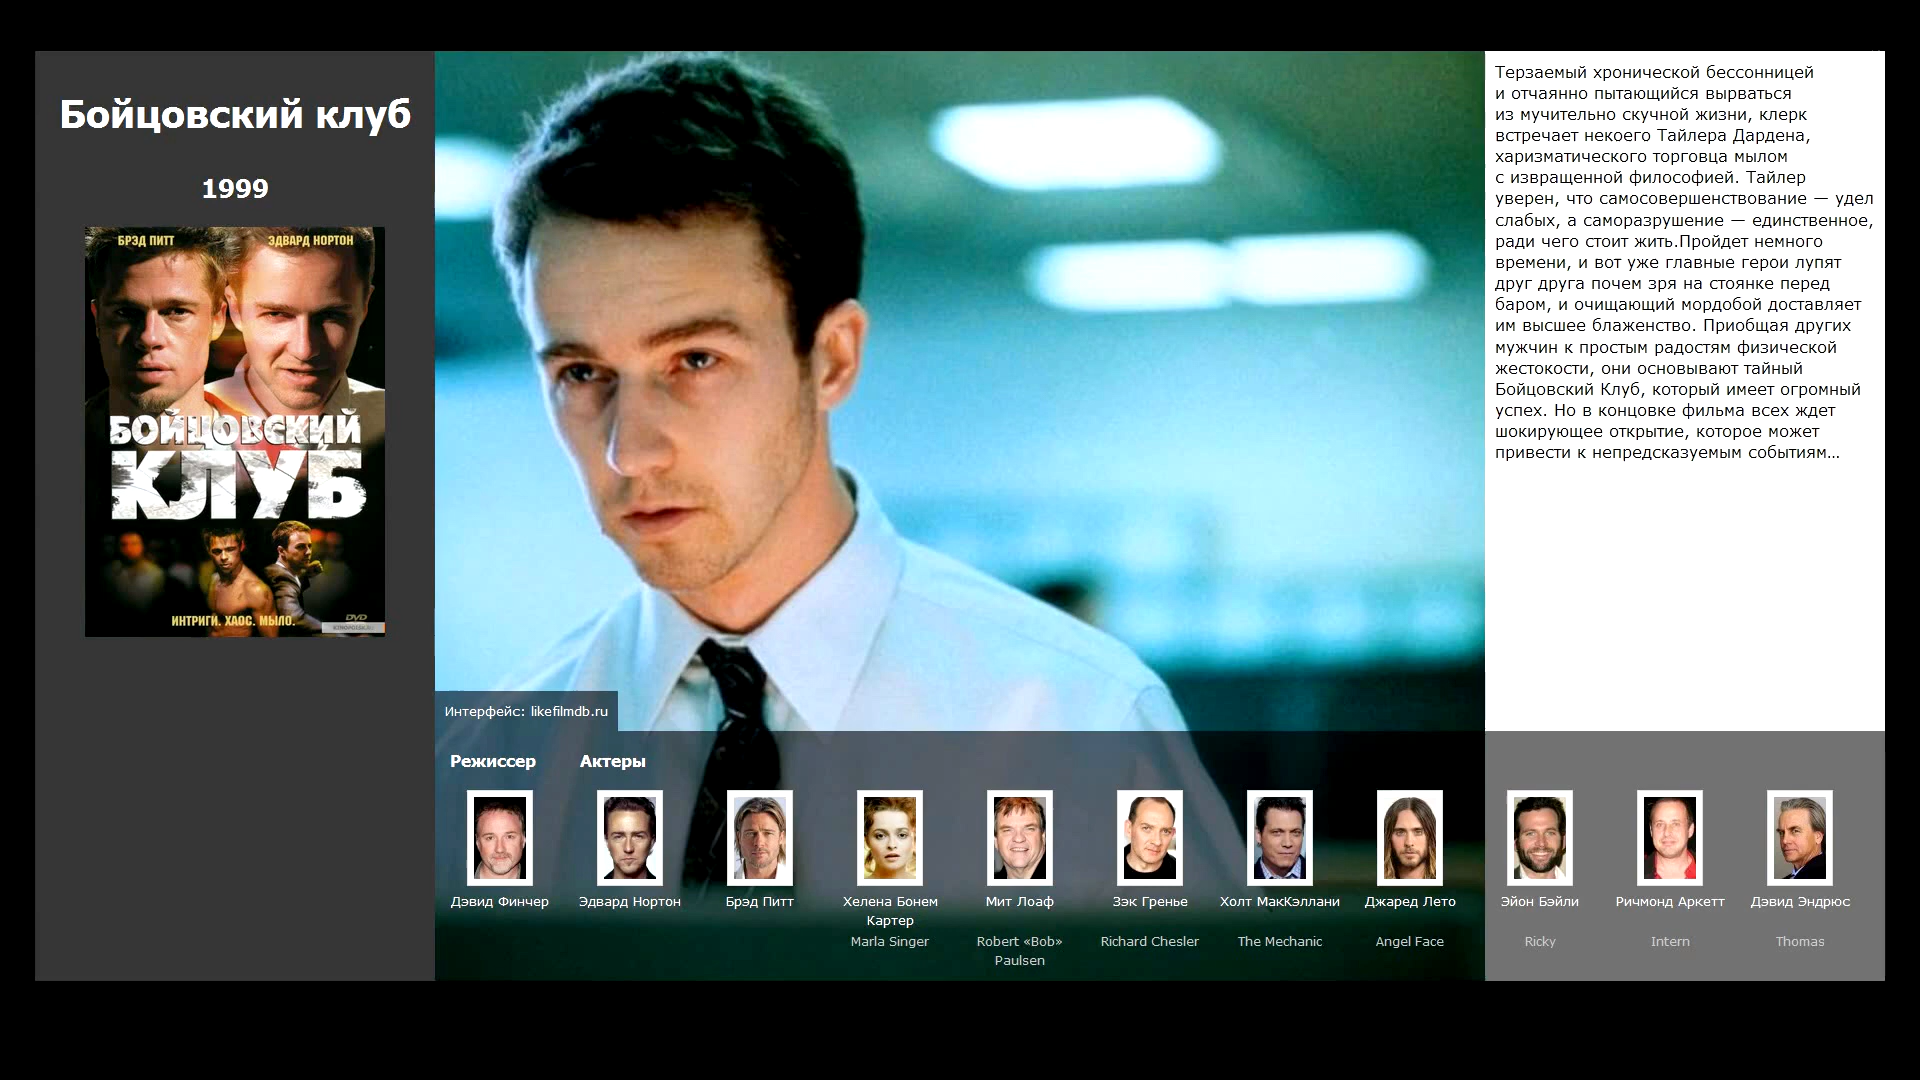 Бойцовский клуб
1999
БРЭД ПИТТ
ЭДВАРД НОРТОН
БОЙЦОВСКИЙ
КЛУБ
ИНТРИГИ. ХАОС. МЫЛО.
DVD
Терзаемый хронической бессонницей
и отчаянно пытающийся вырваться
из мучительно скучной жизни, клерк
встречает некоего Тайлера Дардена,
харизматического торговца мылом
с извращенной философией. Тайлер
уверен, что самосовершенствование — удел
слабых, а саморазрушение — единственное,
ради чего стоит жить.Пройдет немного
времени, и вот уже главные герои лупят
друг друга почем зря на стоянке перед
баром, и очищающий мордобой доставляет
им высшее блаженство. Приобщая других
мужчин к простым радостям физической
жестокости, они основывают тайный
Бойцовский Клуб, который имеет огромный
успех. Но в концовке фильма всех ждет
шокирующее открытие, которое может
привести к непредсказуемым событиям…
Интерфейс: likefilmdb.ru
Режиссер
Актеры
Дэвид Финчер
Эдвард Нортон
Брэд Питт
Хелена Бонем
Картер
Marla Singer
Мит Лоаф
Robert «Bob»
Paulsen
Зэк Гренье
Richard Chesler
Холт МакКэллани
The Mechanic
Джаред Лето
Angel Face
Эйон Бэйли
Ricky
Ричмонд Аркетт
Intern
Дэвид Эндрюс
Thomas